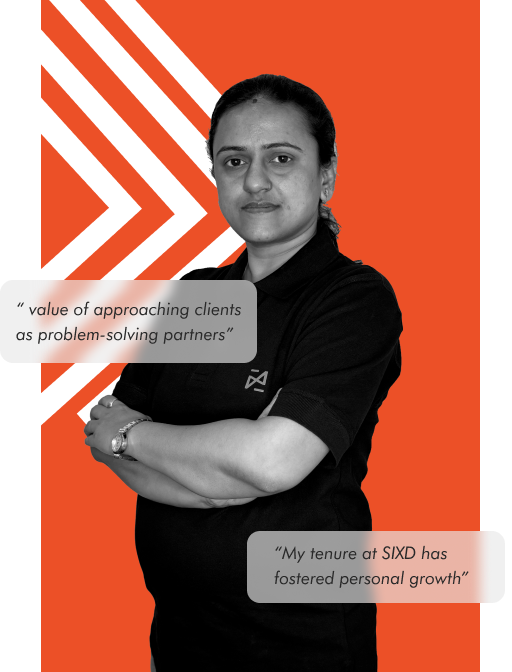 “ value of approaching clients
as problem-solving partners”
“My tenure at SIXD has
fostered personal growth”